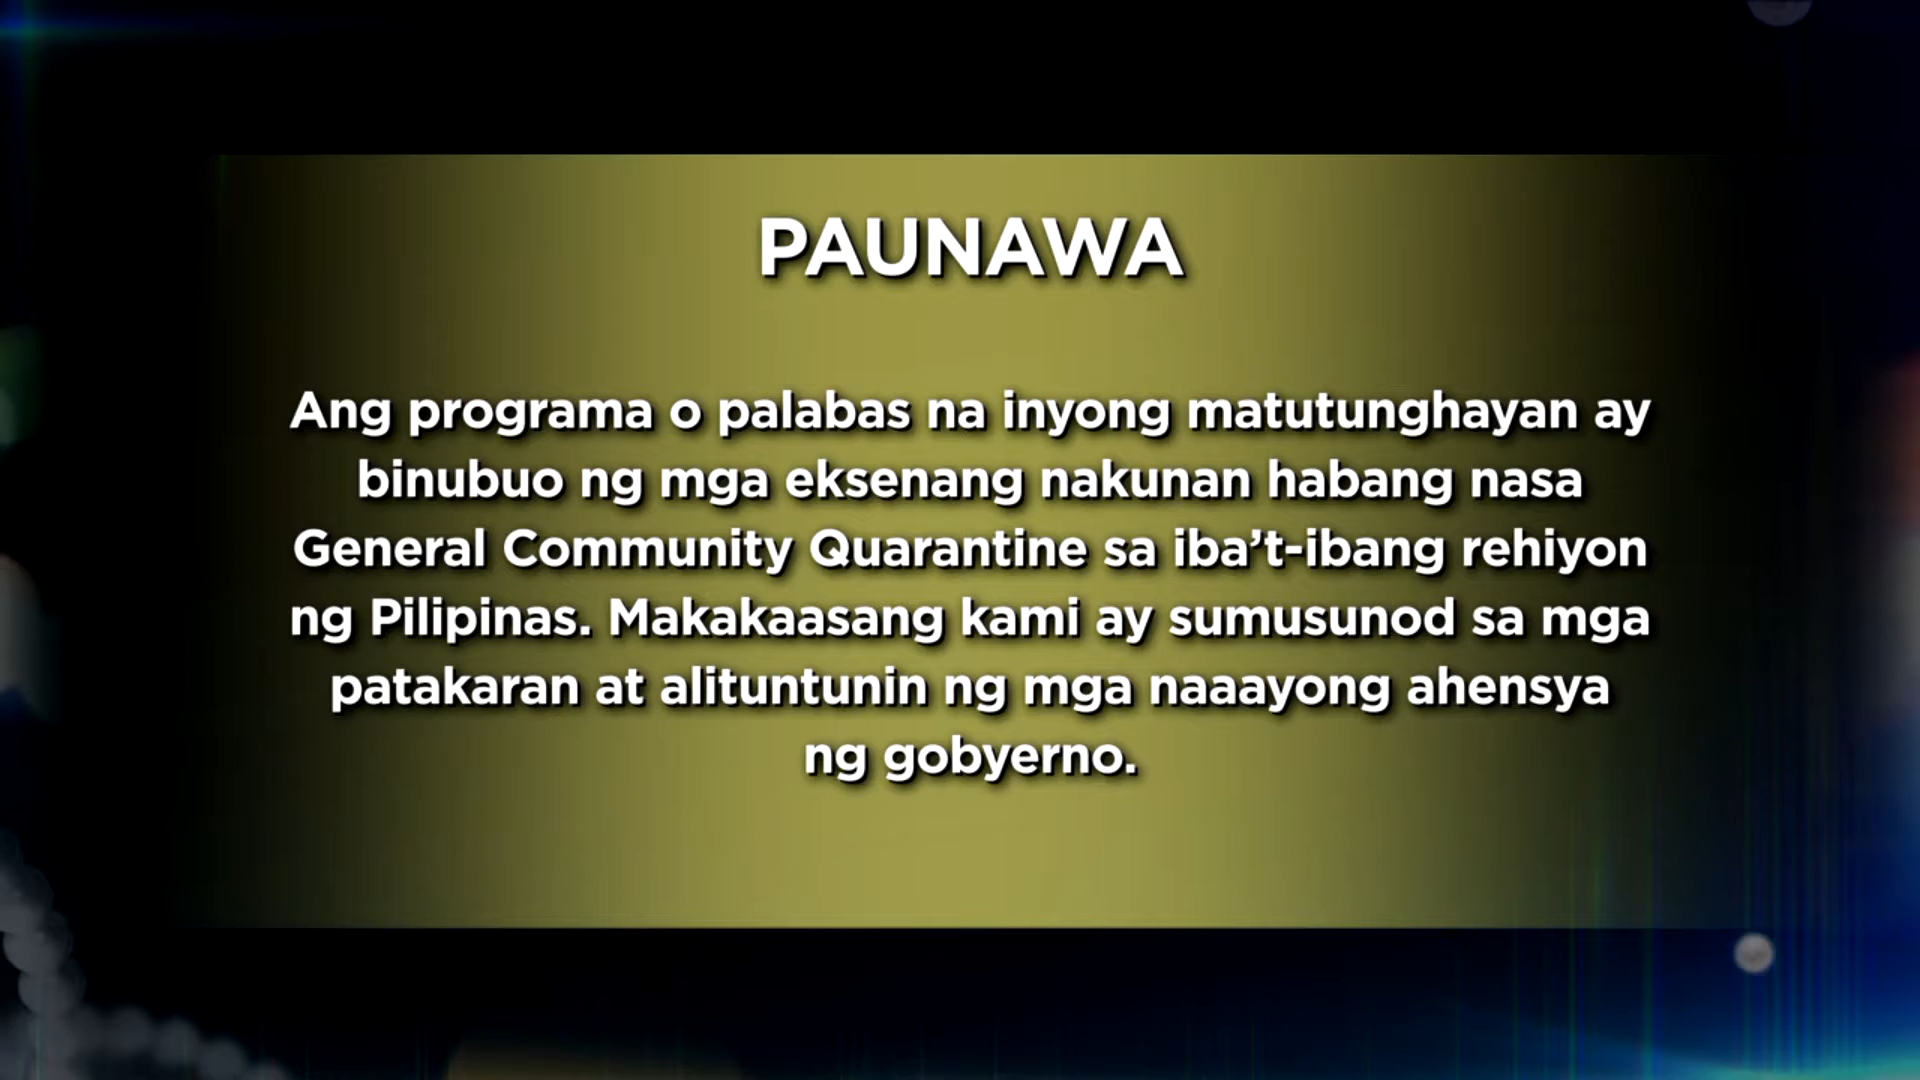 PAUNAWA
Ang programa o palabas na inyong matutunghayan ay
binubuo ng mga eksenang nakunan habang nasa
General Community Quarantine sa iba’t-ibang rehiyon
ng Pilipinas. Makakaasang kami ay sumusunod sa mga
patakaran at alituntunin ng mga naaayong ahensya
ng gobyerno.